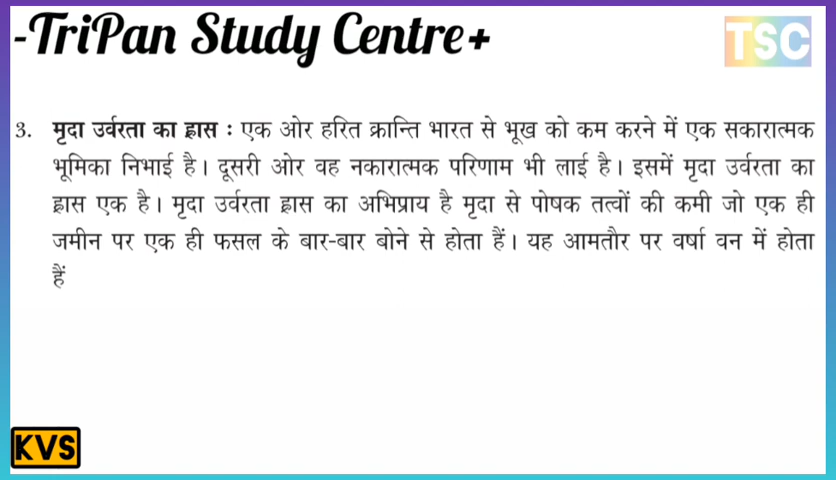 -TriPan Study Centre+
TSC
3. मृदा उर्वरता का ह्रास : एक ओर हरित क्रान्ति भारत से भूख को कम करने में एक सकारात्मक
भूमिका निभाई है। दूसरी ओर वह नकारात्मक परिणाम भी लाई है। इसमें मृदा उर्वरता का
ह्रास एक है। मृदा उर्वरता ह्रास का अभिप्राय है मृदा से पोषक तत्वों की कमी जो एक ही
जमीन पर एक ही फसल के बार-बार बोने से होता हैं। यह आमतौर पर वर्षा वन में होता
हैं
KVS